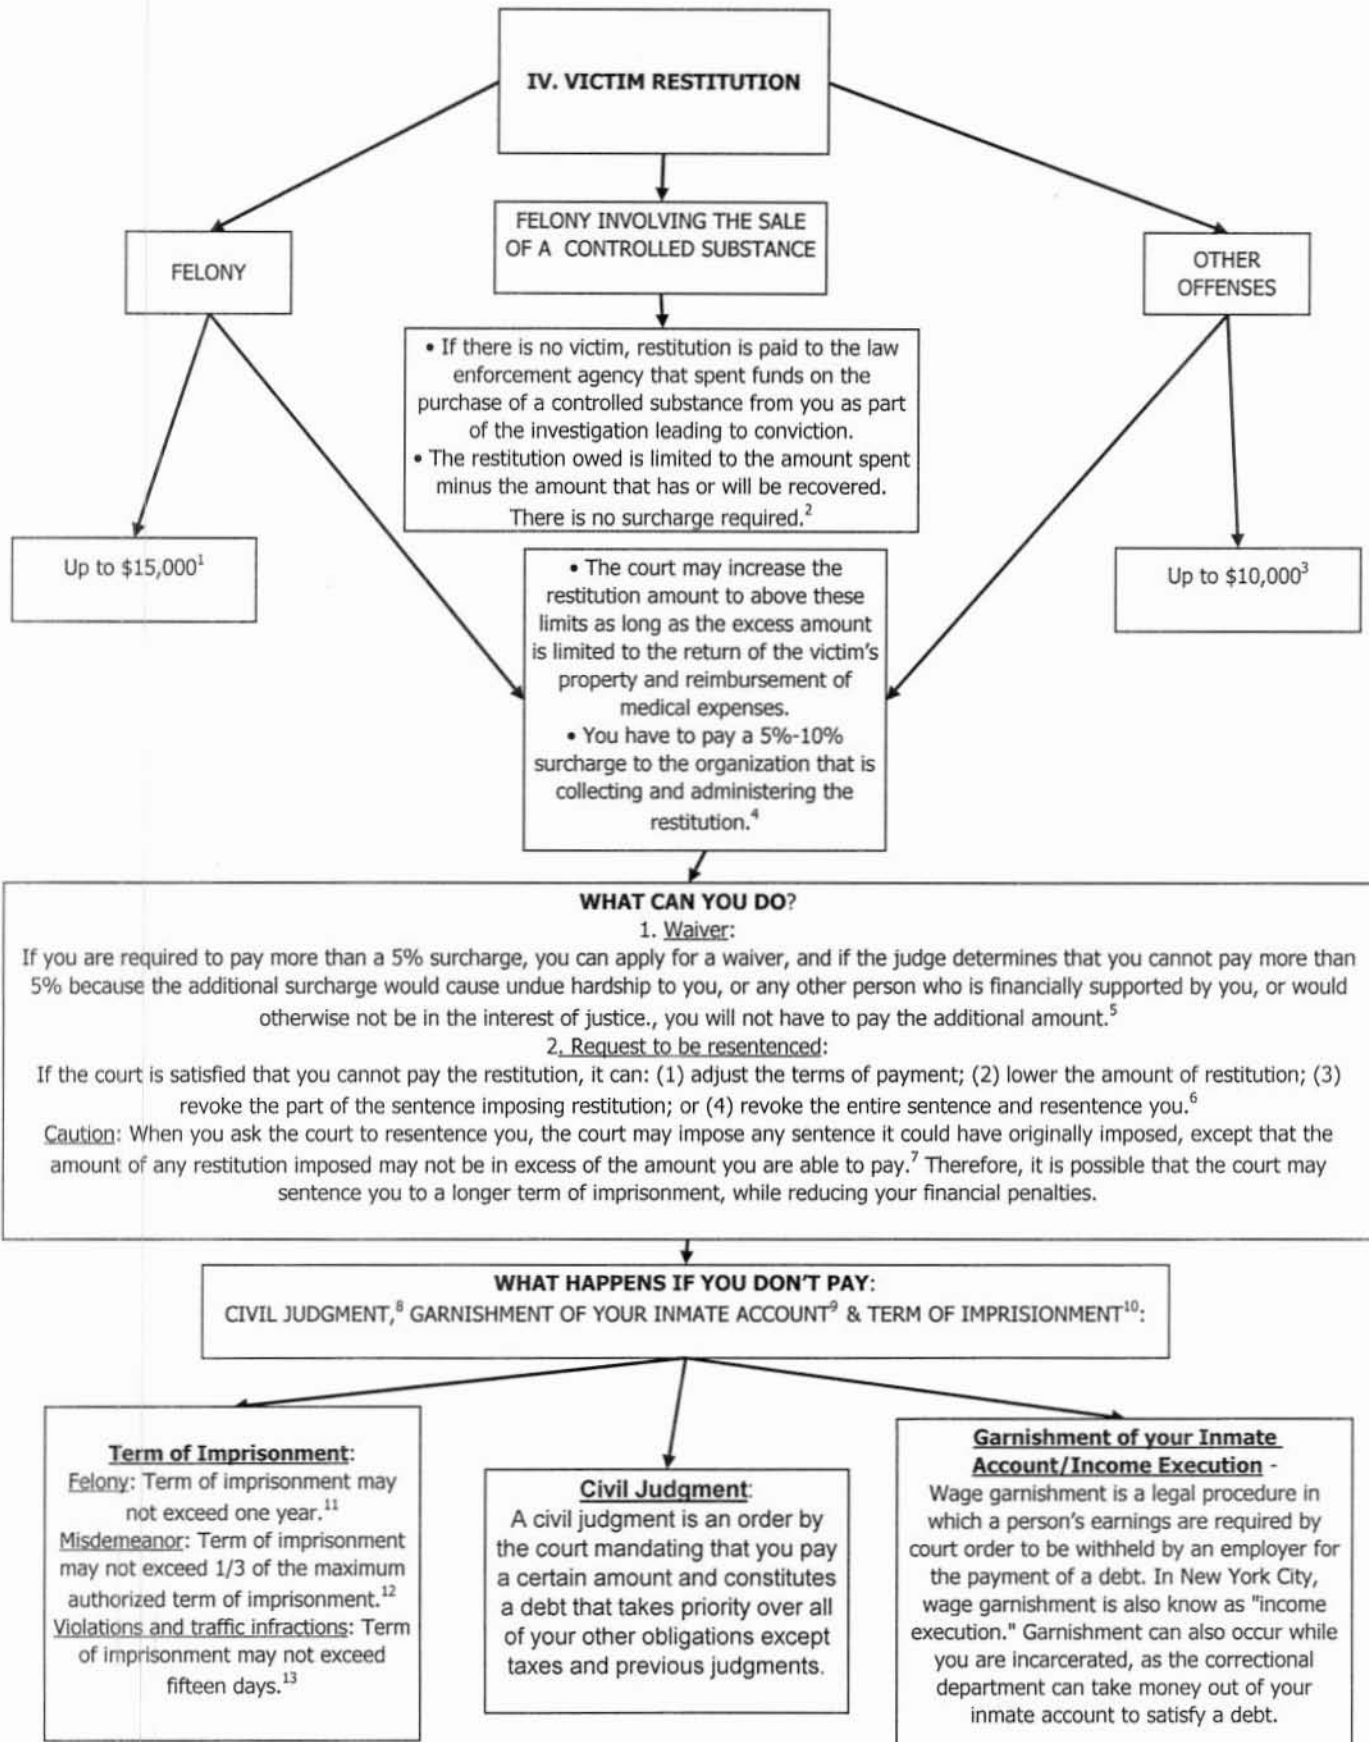 IV. VICTIM RESTITUTION
FELONY
FELONY INVOLVING THE SALE
OF A CONTROLLED SUBSTANCE
OTHER
OFFENSES
• If there is no victim, restitution is paid to the law
enforcement agency that spent funds on the
purchase of a controlled substance from you as part
of the investigation leading to conviction.
• The restitution owed is limited to the amount spent
minus the amount that has or will be recovered.
There is no surcharge required.²
Up to $15,000¹
• The court may increase the
restitution amount to above these
limits as long as the excess amount
is limited to the return of the victim's
property and reimbursement of
medical expenses.
• You have to pay a 5%-10%
surcharge to the organization that is
collecting and administering the
restitution.⁴
Up to $10,000³
WHAT CAN YOU DO?
1. Waiver:
If you are required to pay more than a 5% surcharge, you can apply for a waiver, and if the judge determines that you cannot pay more than
5% because the additional surcharge would cause undue hardship to you, or any other person who is financially supported by you, or would
otherwise not be in the interest of justice., you will not have to pay the additional amount.⁵
2. Request to be resentenced:
If the court is satisfied that you cannot pay the restitution, it can: (1) adjust the terms of payment; (2) lower the amount of restitution; (3)
revoke the part of the sentence imposing restitution; or (4) revoke the entire sentence and resentence you.⁶
Caution: When you ask the court to resentence you, the court may impose any sentence it could have originally imposed, except that the
amount of any restitution imposed may not be in excess of the amount you are able to pay.⁷ Therefore, it is possible that the court may
sentence you to a longer term of imprisonment, while reducing your financial penalties.
WHAT HAPPENS IF YOU DON'T PAY:
CIVIL JUDGMENT,⁸ GARNISHMENT OF YOUR INMATE ACCOUNT⁹ & TERM OF IMPRISIONMENT¹⁰:
Term of Imprisonment:
Felony: Term of imprisonment may
not exceed one year.¹¹
Misdemeanor: Term of imprisonment
may not exceed 1/3 of the maximum
authorized term of imprisonment.¹²
Violations and traffic infractions: Term
of imprisonment may not exceed
fifteen days.¹³
Civil Judgment:
A civil judgment is an order by
the court mandating that you pay
a certain amount and constitutes
a debt that takes priority over all
of your other obligations except
taxes and previous judgments.
Garnishment of your Inmate
Account/Income Execution -
Wage garnishment is a legal procedure in
which a person's earnings are required by
court order to be withheld by an employer for
the payment of a debt. In New York City,
wage garnishment is also know as "income
execution." Garnishment can also occur while
you are incarcerated, as the correctional
department can take money out of your
inmate account to satisfy a debt.